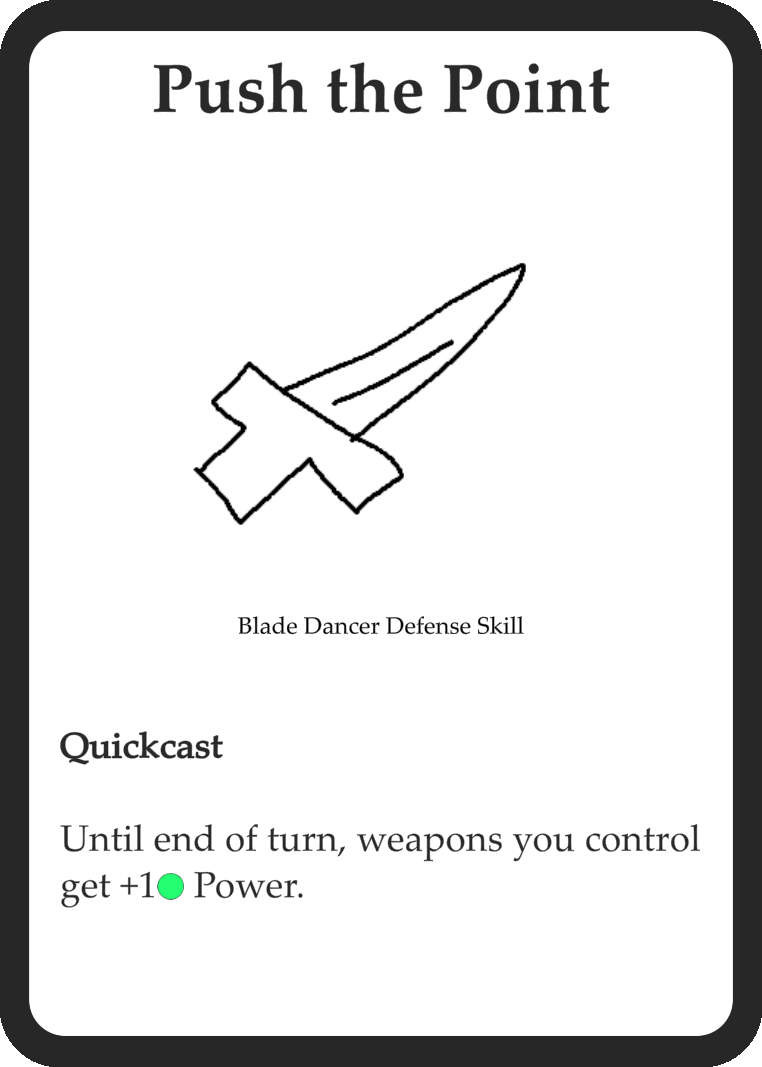 Push the Point
Blade Dancer Defense Skill
Quickcast
Until end of turn, weapons you control
get +1 Power.